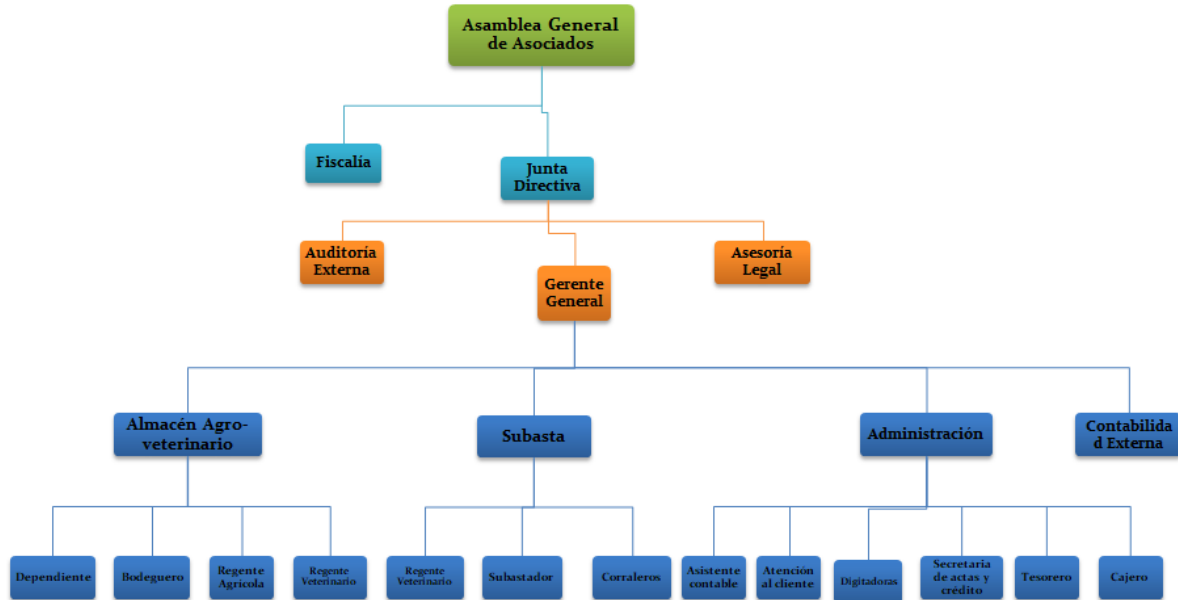 Asamblea General
de Asociados
Fiscalía
Junta
Directiva
Auditoría
Externa
Gerente
General
Asesoría
Legal
Almacén Agro-
veterinario
Subasta
Administración
Contabilida
d Externa
Dependiente
Bodeguero
Regente
Agrícola
Regente
Veterinario
Regente
Veterinario
Subastador
Corraleros
Asistente
contable
Atención
al cliente
Digitadoras
Secretaria
de actas y
crédito
Tesorero
Cajero